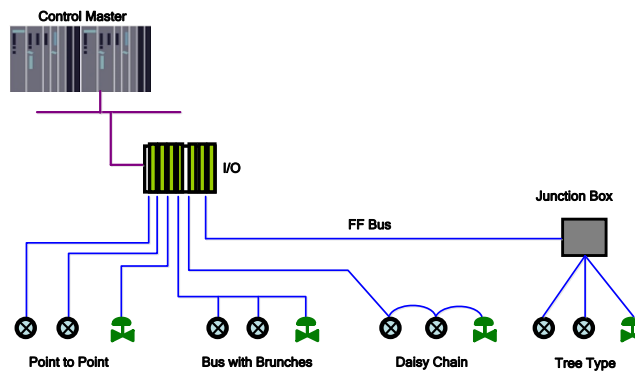 Control Master
I/O
Junction Box
FF Bus
Point to Point
Bus with Brunches
Daisy Chain
Tree Type